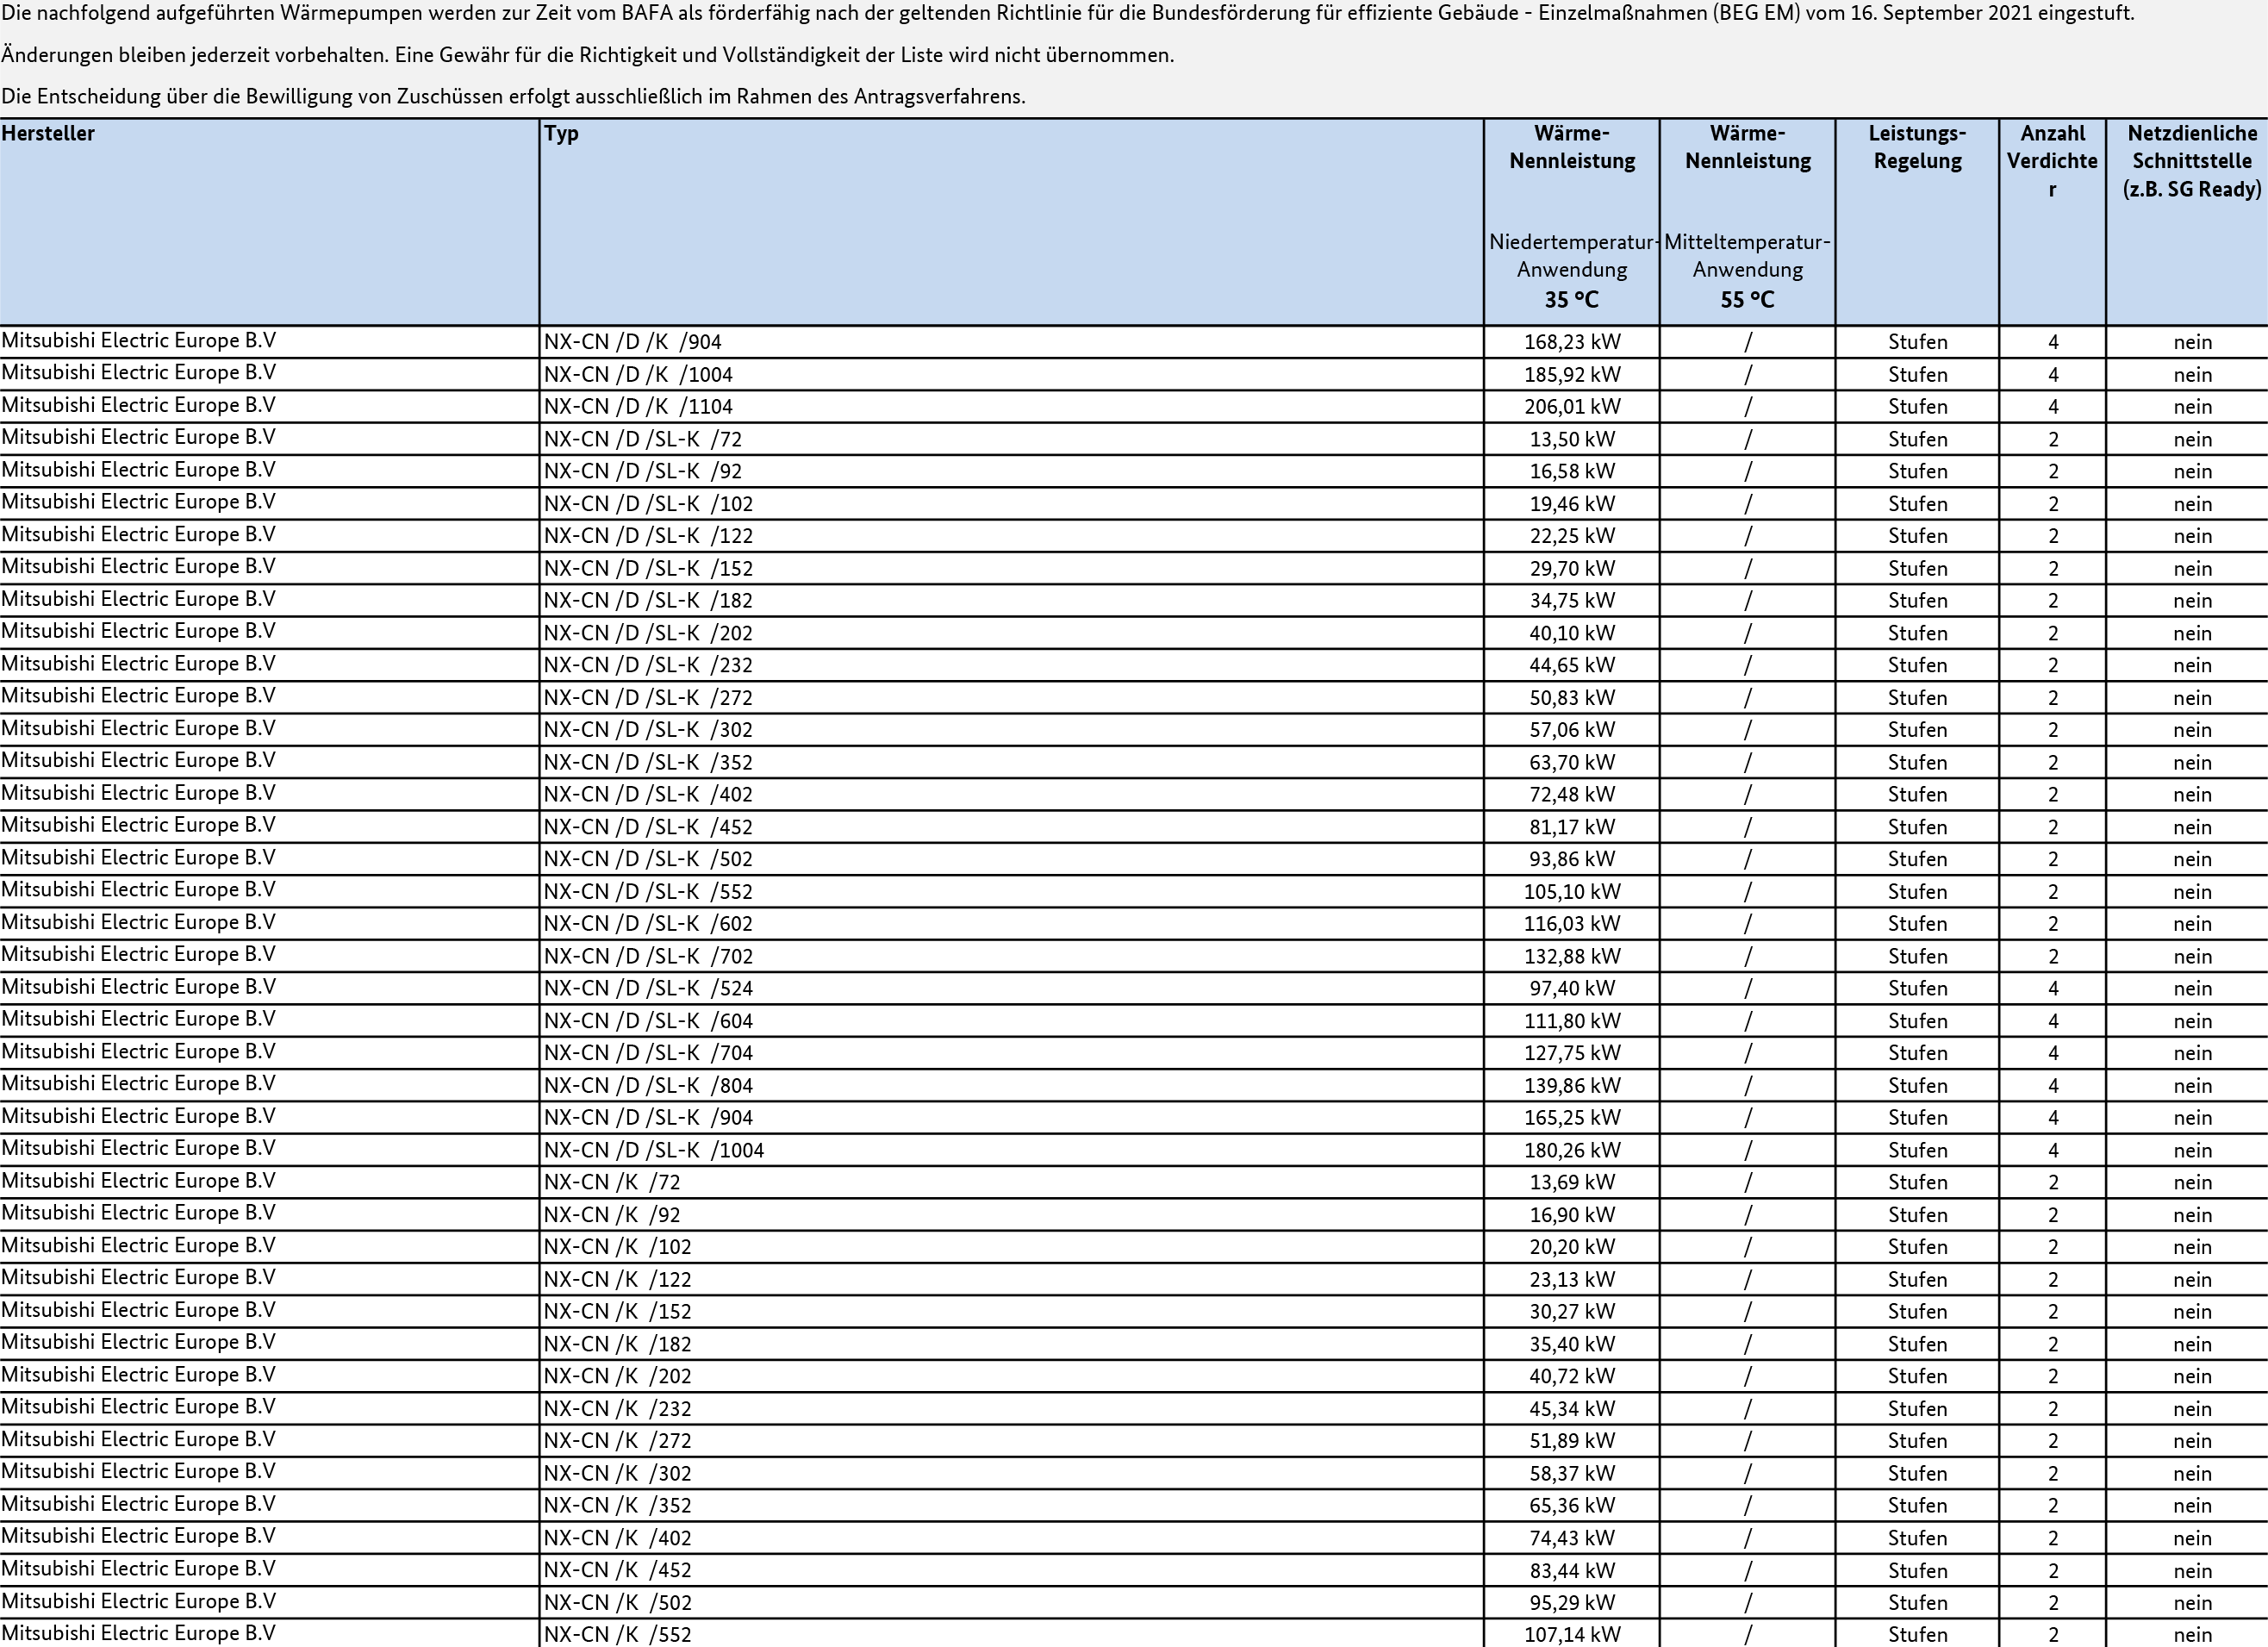 Die nachfolgend aufgeführten Wärmepumpen werden zur Zeit vom BAFA als förderfähig nach der geltenden Richtlinie für die Bundesförderung für effiziente Gebäude - Einzelmaßnahmen (BEG EM) vom 16. September 2021 eingestuft.
Änderungen bleiben jederzeit vorbehalten. Eine Gewähr für die Richtigkeit und Vollständigkeit der Liste wird nicht übernommen.
Die Entscheidung über die Bewilligung von Zuschüssen erfolgt ausschließlich im Rahmen des Antragsverfahrens.
Hersteller Typ Wärme- Wärme- Leistungs- Anzahl Netzdienliche
Nennleistung Nennleistung Regelung Verdichte Schnittstelle
r (z.B. SG Ready)
Niedertemperatur- Mitteltemperatur-
Anwendung Anwendung
35 °C 55 °C
Mitsubishi Electric Europe B.V NX-CN /D /K /904 168,23 kW / Stufen 4 nein
Mitsubishi Electric Europe B.V NX-CN /D /K /1004 185,92 kW / Stufen 4 nein
Mitsubishi Electric Europe B.V NX-CN /D /K /1104 206,01 kW / Stufen 4 nein
Mitsubishi Electric Europe B.V NX-CN /D /SL-K /72 13,50 kW / Stufen 2 nein
Mitsubishi Electric Europe B.V NX-CN /D /SL-K /92 16,58 kW / Stufen 2 nein
Mitsubishi Electric Europe B.V NX-CN /D /SL-K /102 19,46 kW / Stufen 2 nein
Mitsubishi Electric Europe B.V NX-CN /D /SL-K /122 22,25 kW / Stufen 2 nein
Mitsubishi Electric Europe B.V NX-CN /D /SL-K /152 29,70 kW / Stufen 2 nein
Mitsubishi Electric Europe B.V NX-CN /D /SL-K /182 34,75 kW / Stufen 2 nein
Mitsubishi Electric Europe B.V NX-CN /D /SL-K /202 40,10 kW / Stufen 2 nein
Mitsubishi Electric Europe B.V NX-CN /D /SL-K /232 44,65 kW / Stufen 2 nein
Mitsubishi Electric Europe B.V NX-CN /D /SL-K /272 50,83 kW / Stufen 2 nein
Mitsubishi Electric Europe B.V NX-CN /D /SL-K /302 57,06 kW / Stufen 2 nein
Mitsubishi Electric Europe B.V NX-CN /D /SL-K /352 63,70 kW / Stufen 2 nein
Mitsubishi Electric Europe B.V NX-CN /D /SL-K /402 72,48 kW / Stufen 2 nein
Mitsubishi Electric Europe B.V NX-CN /D /SL-K /452 81,17 kW / Stufen 2 nein
Mitsubishi Electric Europe B.V NX-CN /D /SL-K /502 93,86 kW / Stufen 2 nein
Mitsubishi Electric Europe B.V NX-CN /D /SL-K /552 105,10 kW / Stufen 2 nein
Mitsubishi Electric Europe B.V NX-CN /D /SL-K /602 116,03 kW / Stufen 2 nein
Mitsubishi Electric Europe B.V NX-CN /D /SL-K /702 132,88 kW / Stufen 2 nein
Mitsubishi Electric Europe B.V NX-CN /D /SL-K /524 97,40 kW / Stufen 4 nein
Mitsubishi Electric Europe B.V NX-CN /D /SL-K /604 111,80 kW / Stufen 4 nein
Mitsubishi Electric Europe B.V NX-CN /D /SL-K /704 127,75 kW / Stufen 4 nein
Mitsubishi Electric Europe B.V NX-CN /D /SL-K /804 139,86 kW / Stufen 4 nein
Mitsubishi Electric Europe B.V NX-CN /D /SL-K /904 165,25 kW / Stufen 4 nein
Mitsubishi Electric Europe B.V NX-CN /D /SL-K /1004 180,26 kW / Stufen 4 nein
Mitsubishi Electric Europe B.V NX-CN /K /72 13,69 kW / Stufen 2 nein
Mitsubishi Electric Europe B.V NX-CN /K /92 16,90 kW / Stufen 2 nein
Mitsubishi Electric Europe B.V NX-CN /K /102 20,20 kW / Stufen 2 nein
Mitsubishi Electric Europe B.V NX-CN /K /122 23,13 kW / Stufen 2 nein
Mitsubishi Electric Europe B.V NX-CN /K /152 30,27 kW / Stufen 2 nein
Mitsubishi Electric Europe B.V NX-CN /K /182 35,40 kW / Stufen 2 nein
Mitsubishi Electric Europe B.V NX-CN /K /202 40,72 kW / Stufen 2 nein
Mitsubishi Electric Europe B.V NX-CN /K /232 45,34 kW / Stufen 2 nein
Mitsubishi Electric Europe B.V NX-CN /K /272 51,89 kW / Stufen 2 nein
Mitsubishi Electric Europe B.V NX-CN /K /302 58,37 kW / Stufen 2 nein
Mitsubishi Electric Europe B.V NX-CN /K /352 65,36 kW / Stufen 2 nein
Mitsubishi Electric Europe B.V NX-CN /K /402 74,43 kW / Stufen 2 nein
Mitsubishi Electric Europe B.V NX-CN /K /452 83,44 kW / Stufen 2 nein
Mitsubishi Electric Europe B.V NX-CN /K /502 95,29 kW / Stufen 2 nein
Mitsubishi Electric Europe B.V NX-CN /K /552 107,14 kW / Stufen 2 nein